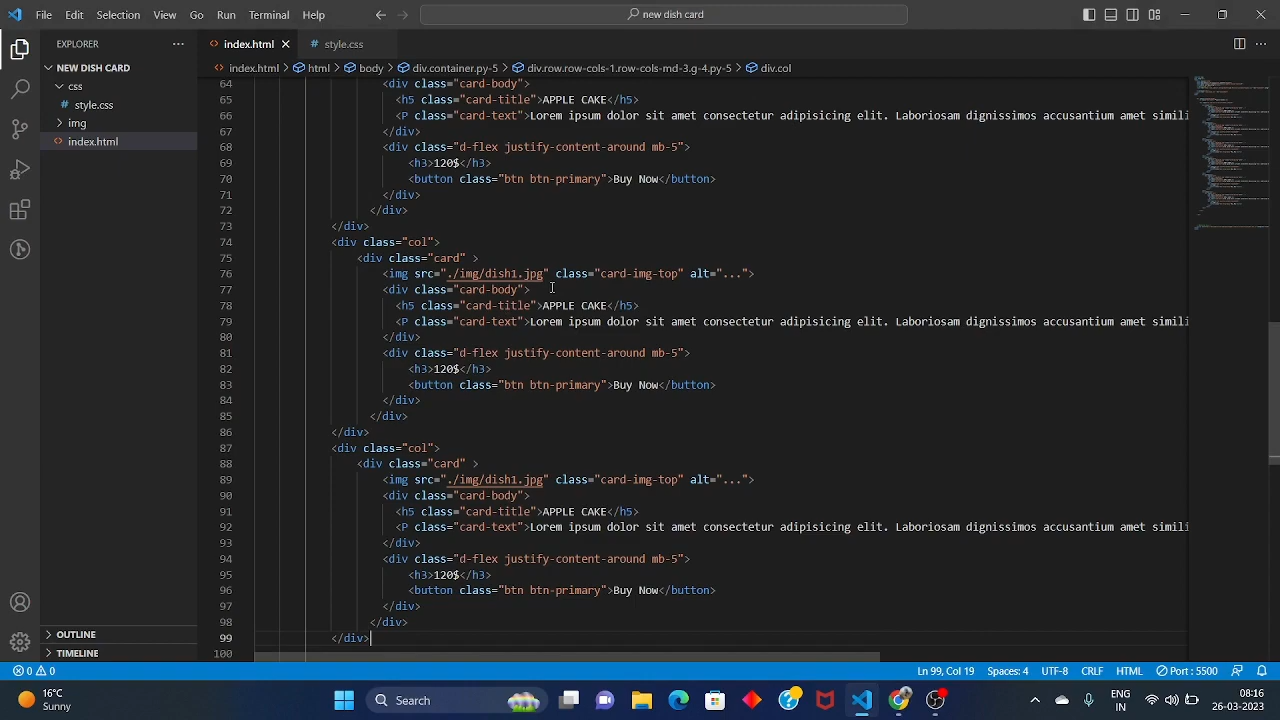 File Edit Selection View Go Run Terminal Help
new dish card
EXPLORER
NEW DISH CARD
css
style.css
img
index.html
OUTLINE
TIMELINE
index.html
style.css
index.html > html > body > div.container.py-5 > div.row.row-cols-1.row-cols-md-3.g-4.py-5 > div.col
64 <div class="card-body">
65 <h5 class="card-title">APPLE CAKE</h5>
66 <P class="card-text">Lorem ipsum dolor sit amet consectetur adipisicing elit. Laboriosam dignissimos accusantium amet simili
67 </div>
68 <div class="d-flex justify-content-around mb-5">
69 <h3>120$</h3>
70 <button class="btn btn-primary">Buy Now</button>
71 </div>
72 </div>
73 </div>
74 <div class="col">
75 <div class="card" >
76 <img src="./img/dish1.jpg" class="card-img-top" alt="...">
77 <div class="card-body">
78 <h5 class="card-title">APPLE CAKE</h5>
79 <P class="card-text">Lorem ipsum dolor sit amet consectetur adipisicing elit. Laboriosam dignissimos accusantium amet simili
80 </div>
81 <div class="d-flex justify-content-around mb-5">
82 <h3>120$</h3>
83 <button class="btn btn-primary">Buy Now</button>
84 </div>
85 </div>
86 </div>
87 <div class="col">
88 <div class="card" >
89 <img src="./img/dish1.jpg" class="card-img-top" alt="...">
90 <div class="card-body">
91 <h5 class="card-title">APPLE CAKE</h5>
92 <P class="card-text">Lorem ipsum dolor sit amet consectetur adipisicing elit. Laboriosam dignissimos accusantium amet simili
93 </div>
94 <div class="d-flex justify-content-around mb-5">
95 <h3>120$</h3>
96 <button class="btn btn-primary">Buy Now</button>
97 </div>
98 </div>
99 </div>
100
0 0 Ln 99, Col 19 Spaces: 4 UTF-8 CRLF HTML Port : 5500
16°C
Sunny
Search
ENG
IN
08:16
26-03-2023